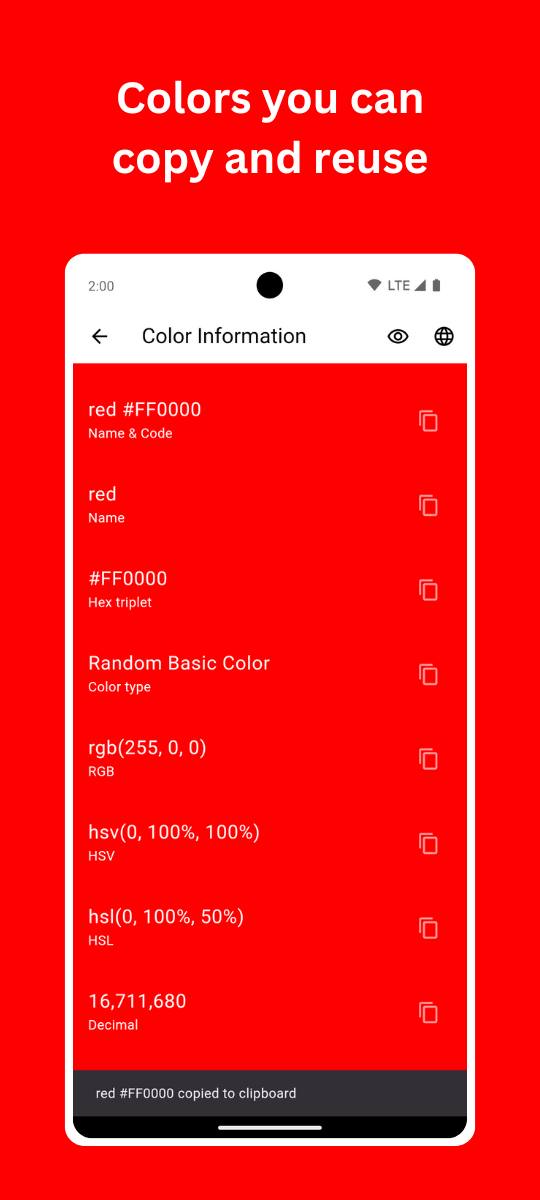 Colors you can
copy and reuse
2:00 LTE
Color Information
red #FF0000
Name & Code
red
Name
#FF0000
Hex triplet
Random Basic Color
Color type
rgb(255, 0, 0)
RGB
hsv(0, 100%, 100%)
HSV
hsl(0, 100%, 50%)
HSL
16,711,680
Decimal
red #FF0000 copied to clipboard